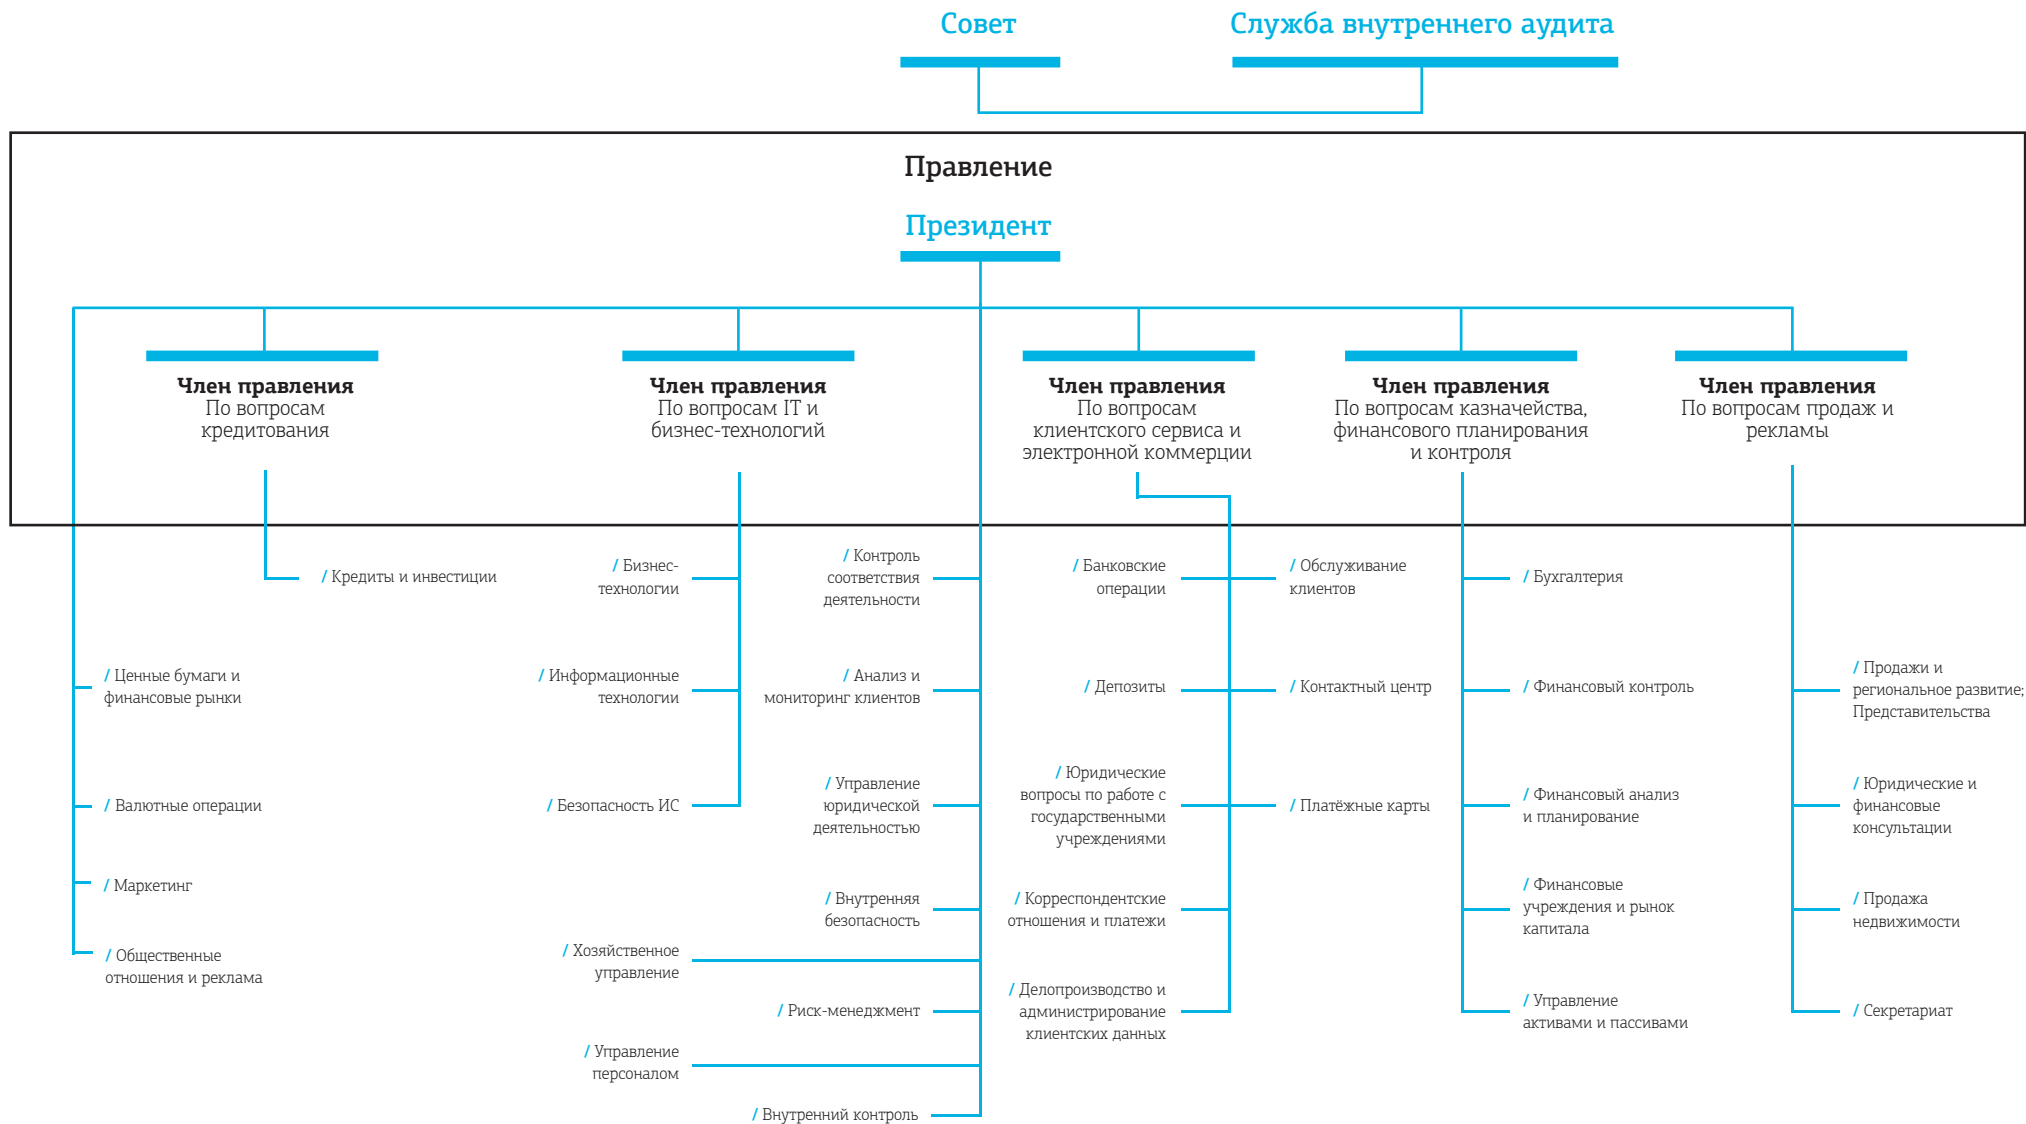 Совет
Служба внутреннего аудита
Правление
Президент
Член правления
По вопросам
кредитования
Член правления
По вопросам IT и
бизнес-технологий
Член правления
По вопросам
клиентского сервиса и
электронной коммерции
Член правления
По вопросам казначейства,
финансового планирования
и контроля
Член правления
По вопросам продаж и
рекламы
/ Ценные бумаги и
финансовые рынки
/ Валютные операции
/ Маркетинг
/ Общественные
отношения и реклама
/ Кредиты и инвестиции
/ Бизнес-
технологии
/ Информационные
технологии
/ Безопасность ИС
/ Контроль
соответствия
деятельности
/ Анализ и
мониторинг клиентов
/ Управление
юридической
деятельностью
/ Внутренняя
безопасность
/ Хозяйственное
управление
/ Риск-менеджмент
/ Управление
персоналом
/ Внутренний контроль
/ Банковские
операции
/ Депозиты
/ Юридические
вопросы по работе с
государственными
учреждениями
/ Корреспондентские
отношения и платежи
/ Делопроизводство и
администрирование
клиентских данных
/ Обслуживание
клиентов
/ Контактный центр
/ Платёжные карты
/ Бухгалтерия
/ Финансовый контроль
/ Финансовый анализ
и планирование
/ Финансовые
учреждения и рынок
капитала
/ Управление
активами и пассивами
/ Продажи и
региональное развитие;
Представительства
/ Юридические и
финансовые
консультации
/ Продажа
недвижимости
/ Секретариат